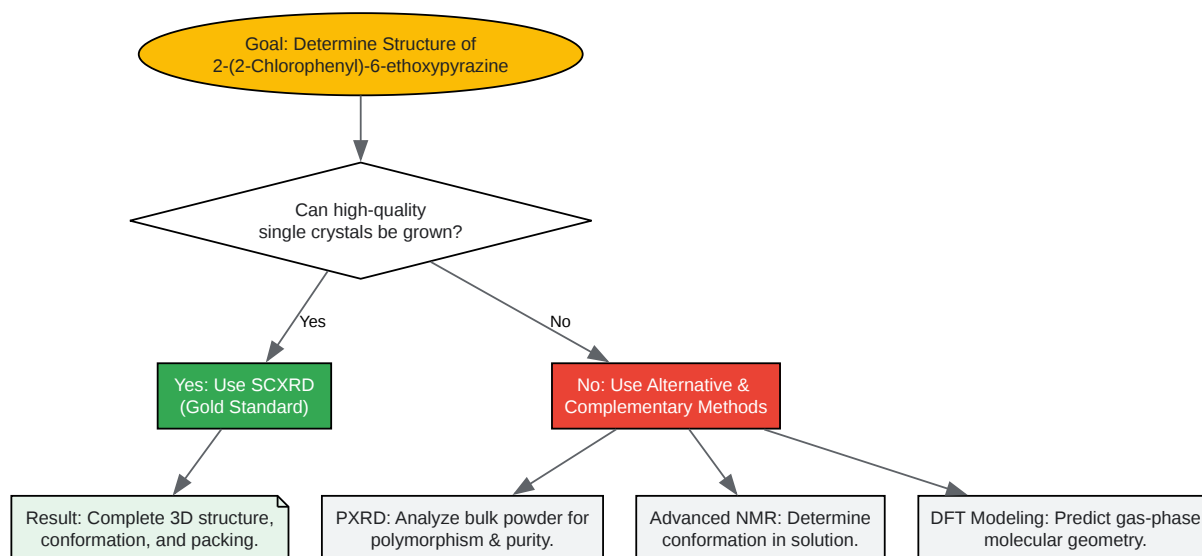 Goal: Determine Structure of
2-(2-Chlorophenyl)-6-ethoxypyrazine
Can high-quality
single crystals be grown?
Yes
No
Yes: Use SCXRD
(Gold Standard)
No: Use Alternative &
Complementary Methods
Result: Complete 3D structure,
conformation, and packing.
PXRD: Analyze bulk powder for
polymorphism & purity.
Advanced NMR: Determine
conformation in solution.
DFT Modeling: Predict gas-phase
molecular geometry.